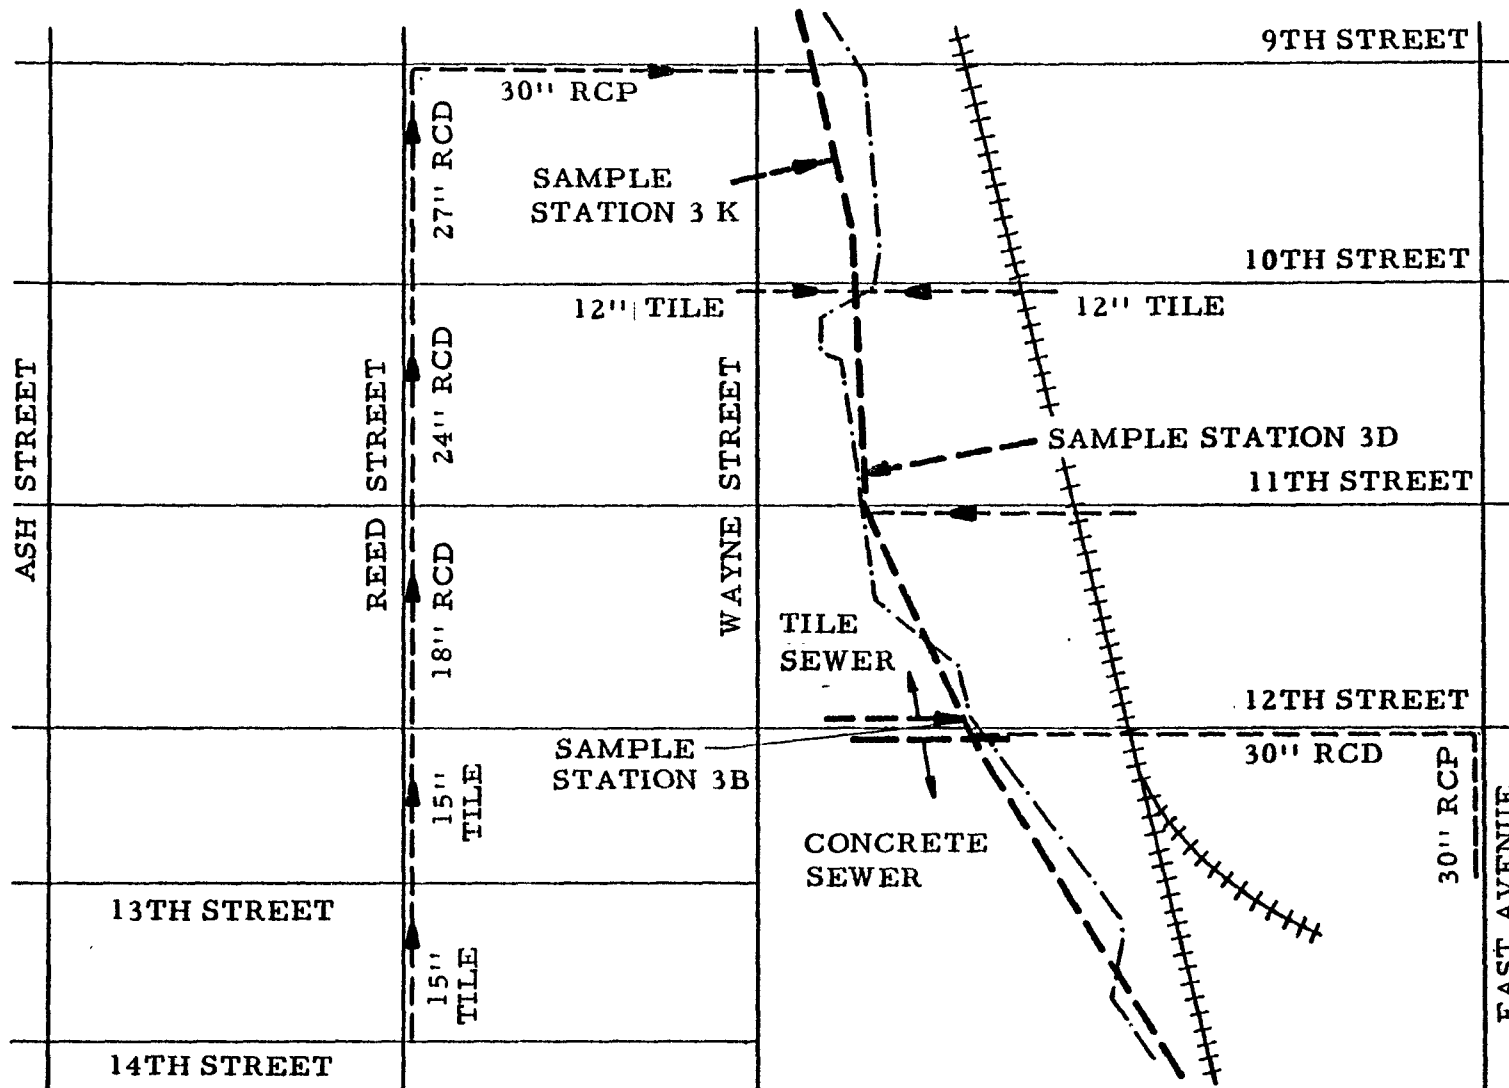 9TH STREET
30" RCP
27" RCD
SAMPLE
STATION 3 K
10TH STREET
12" TILE
12" TILE
24" RCD
ASH STREET
REED STREET
WAYNE STREET
SAMPLE STATION 3D
11TH STREET
18" RCD
TILE
SEWER
12TH STREET
SAMPLE
STATION 3B
30" RCD
30" RCP
15"
TILE
CONCRETE
SEWER
EAST AVENUE
13TH STREET
15"
TILE
14TH STREET